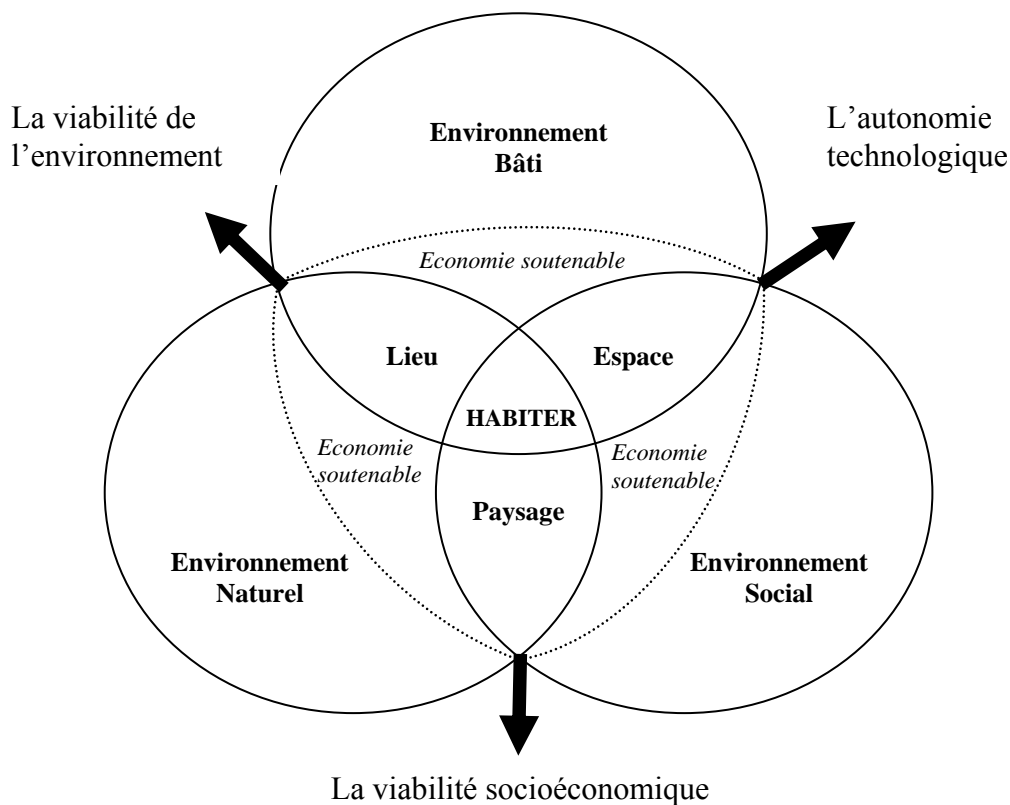 La viabilité de
l’environnement
L’autonomie
technologique
Environnement
Bâti
Economie soutenable
Lieu
Espace
HABITER
Economie
soutenable
Economie
soutenable
Paysage
Environnement
Naturel
Environnement
Social
La viabilité socioéconomique